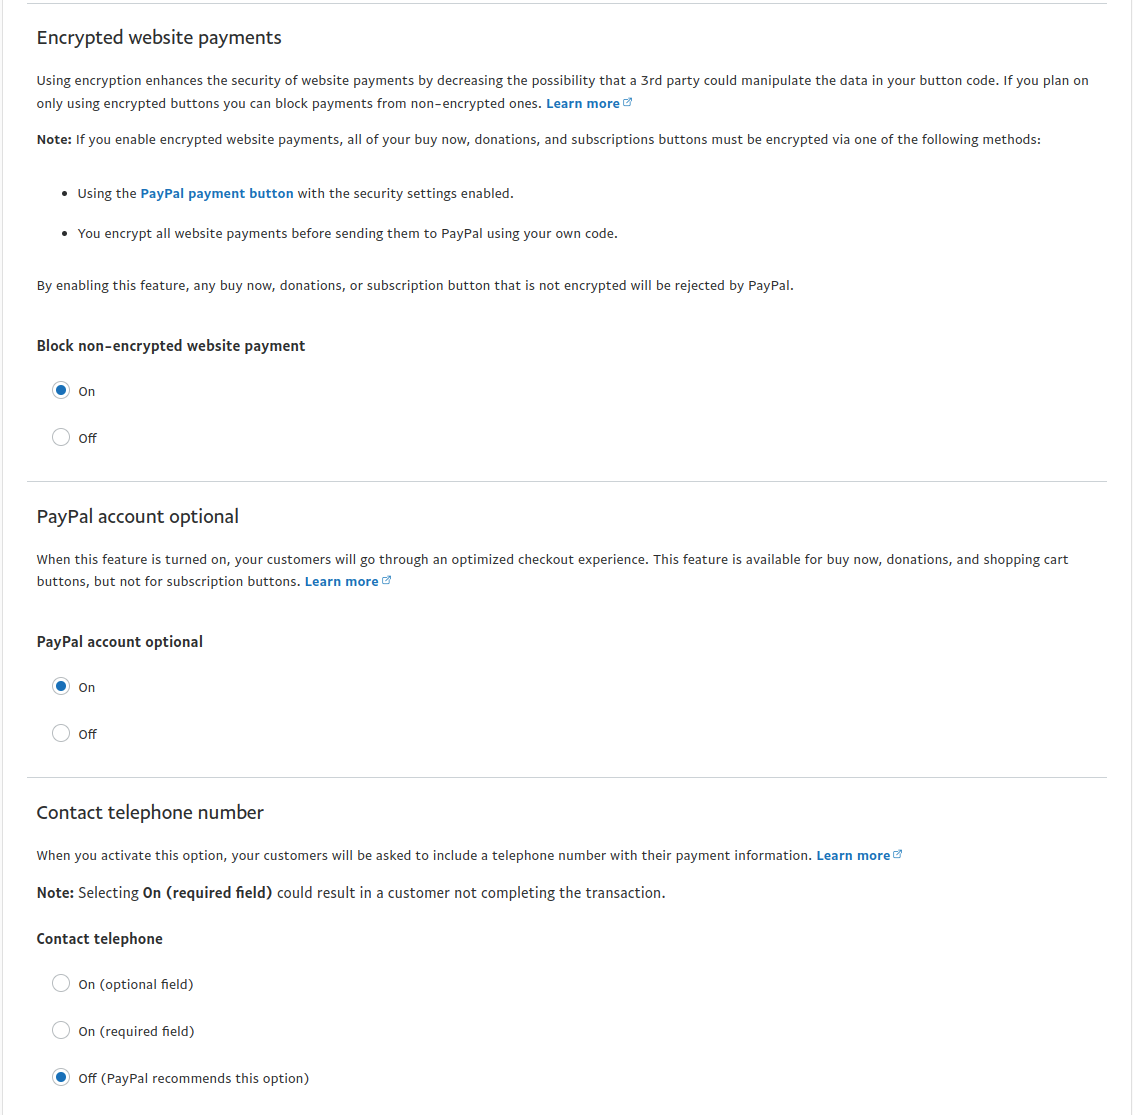 Encrypted website payments
Using encryption enhances the security of website payments by decreasing the possibility that a 3rd party could manipulate the data in your button code. If you plan on
only using encrypted buttons you can block payments from non-encrypted ones. Learn more
Note: If you enable encrypted website payments, all of your buy now, donations, and subscriptions buttons must be encrypted via one of the following methods:
• Using the PayPal payment button with the security settings enabled.
• You encrypt all website payments before sending them to PayPal using your own code.
By enabling this feature, any buy now, donations, or subscription button that is not encrypted will be rejected by PayPal.
Block non-encrypted website payment
On
Off
PayPal account optional
When this feature is turned on, your customers will go through an optimized checkout experience. This feature is available for buy now, donations, and shopping cart
buttons, but not for subscription buttons. Learn more
PayPal account optional
On
Off
Contact telephone number
When you activate this option, your customers will be asked to include a telephone number with their payment information. Learn more
Note: Selecting On (required field) could result in a customer not completing the transaction.
Contact telephone
On (optional field)
On (required field)
Off (PayPal recommends this option)